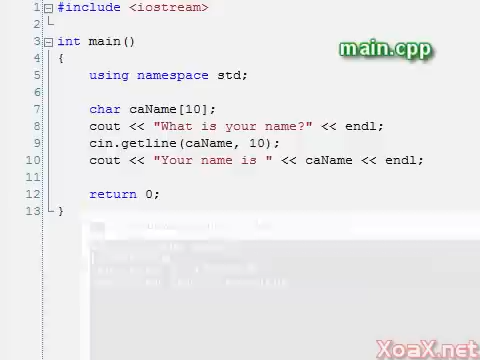 main.cpp
1 #include <iostream>
2
3 int main()
4 {
5 using namespace std;
6
7 char caName[10];
8 cout << "What is your name?" << endl;
9 cin.getline(caName, 10);
10 cout << "Your name is " << caName << endl;
11
12 return 0;
13 }
XoaX.net